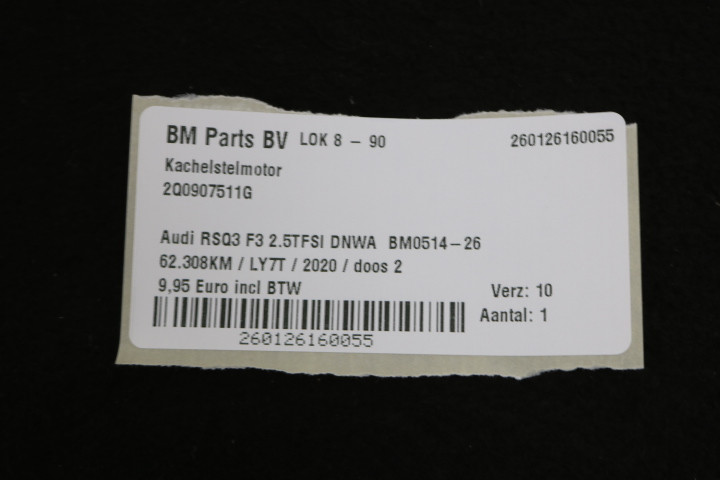 BM Parts BV LOK 8 - 90 260126160055
Kachelstelmotor
2Q0907511G
Audi RSQ3 F3 2.5TFSI DNWA BM0514-26
62.308KM / LY7T / 2020 / doos 2
9,95 Euro incl BTW Verz: 10
Aantal: 1
260126160055